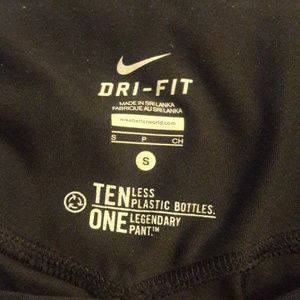 DRI-FIT
MADE IN SRI LANKA
FABRIQUE AU SRI LANKA
nikebetterworld.com
S P CH
S
TEN LESS PLASTIC BOTTLES.
ONE LEGENDARY PANT.™